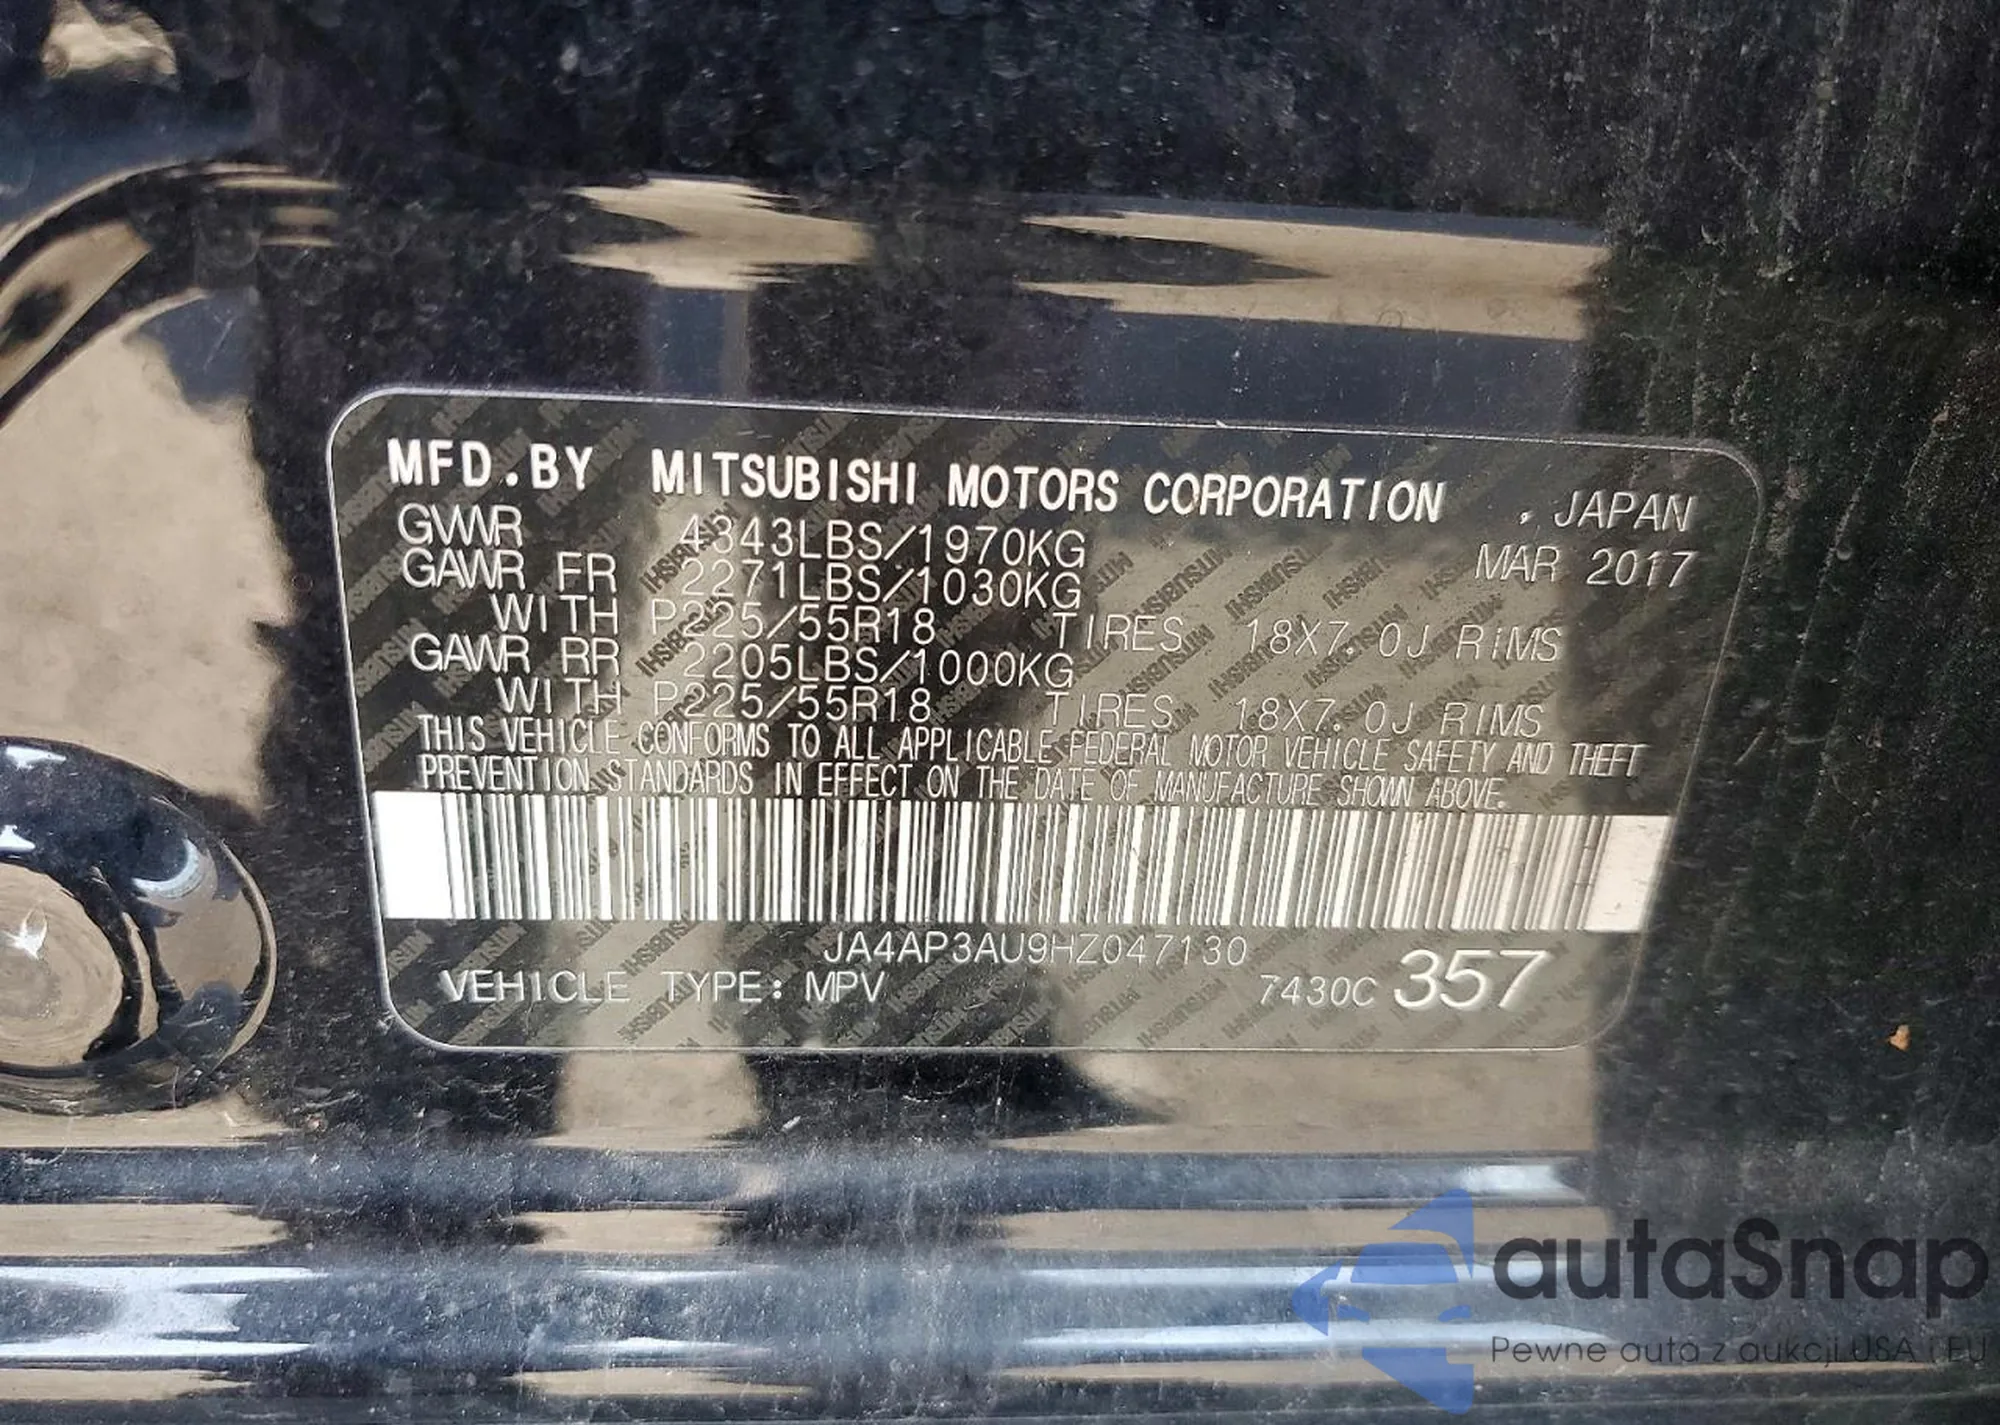 MFD.BY MITSUBISHI MOTORS CORPORATION , JAPAN
GVWR 4343LBS/1970KG MAR 2017
GAWR FR 2271LBS/1030KG
WITH P225/55R18 TIRES 18X7.0J RIMS
GAWR RR 2205LBS/1000KG
WITH P225/55R18 TIRES 18X7.0J RIMS
THIS VEHICLE CONFORMS TO ALL APPLICABLE FEDERAL MOTOR VEHICLE SAFETY AND THEFT
PREVENTION STANDARDS IN EFFECT ON THE DATE OF MANUFACTURE SHOWN ABOVE.
JA4AP3AU9HZ047130
VEHICLE TYPE: MPV 7430C 357
autaSnap
Pewne auta z aukcji USA i EU